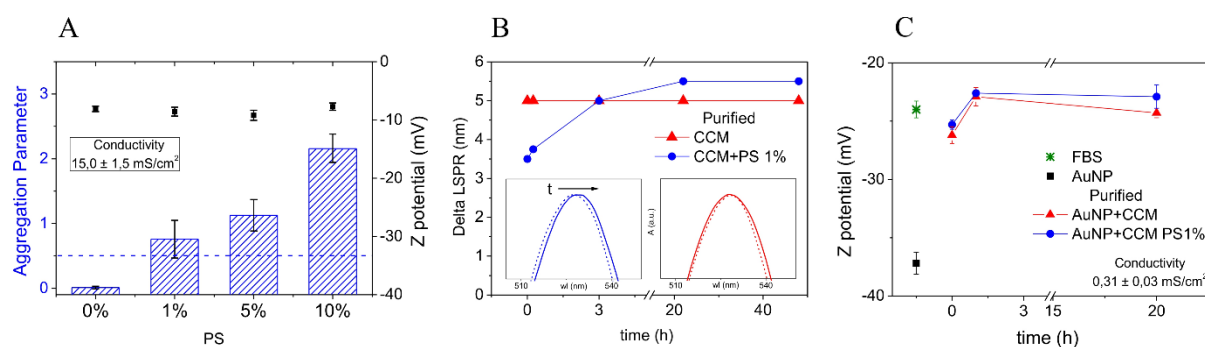 A
Aggregation Parameter
3
2
1
0
0
-10
-20
-30
-40
Z potential (mV)
Conductivity
15,0 ± 1,5 mS/cm²
0% 1% 5% 10%
PS
B
Delta LSPR (nm)
6
5
4
3
2
1
0
Purified
CCM
CCM+PS 1%
t
510 540
wl (nm)
A (a.u.)
510 540
wl (nm)
0 3 20 40
time (h)
C
Z potential (mV)
-20
-30
-40
FBS
AuNP
Purified
AuNP+CCM
AuNP+CCM PS1%
Conductivity
0,31 ± 0,03 mS/cm²
0 3 15 20
time (h)